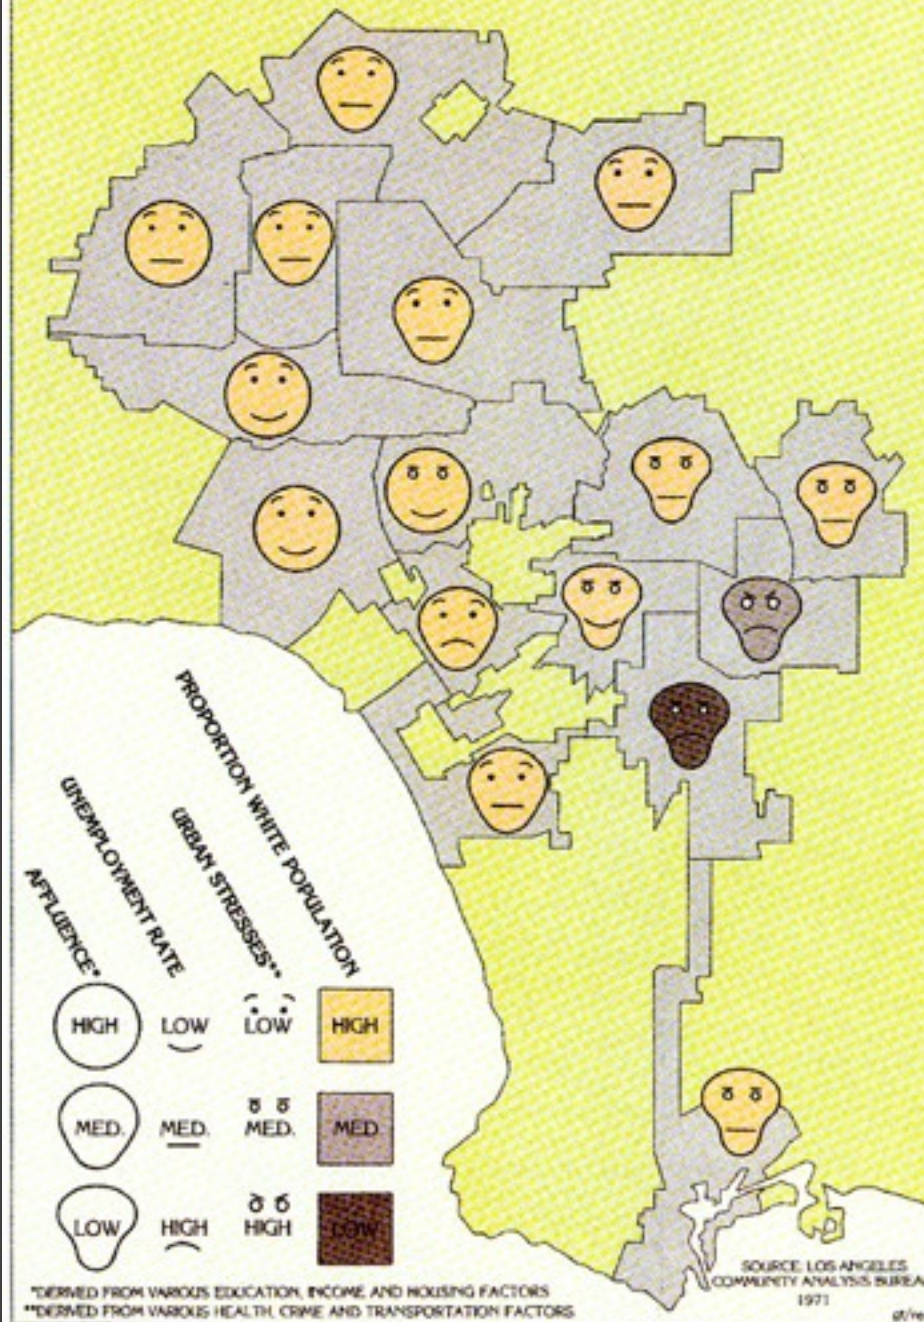 PROPORTION WHITE POPULATION
URBAN STRESSES**
UNEMPLOYMENT RATE
AFFLUENCE*
HIGH LOW LOW HIGH
MED. MED. MED. MED.
LOW HIGH HIGH LOW
*DERIVED FROM VARIOUS EDUCATION, INCOME AND HOUSING FACTORS
**DERIVED FROM VARIOUS HEALTH, CRIME AND TRANSPORTATION FACTORS
SOURCE: LOS ANGELES
COMMUNITY ANALYSIS BUREA
1971